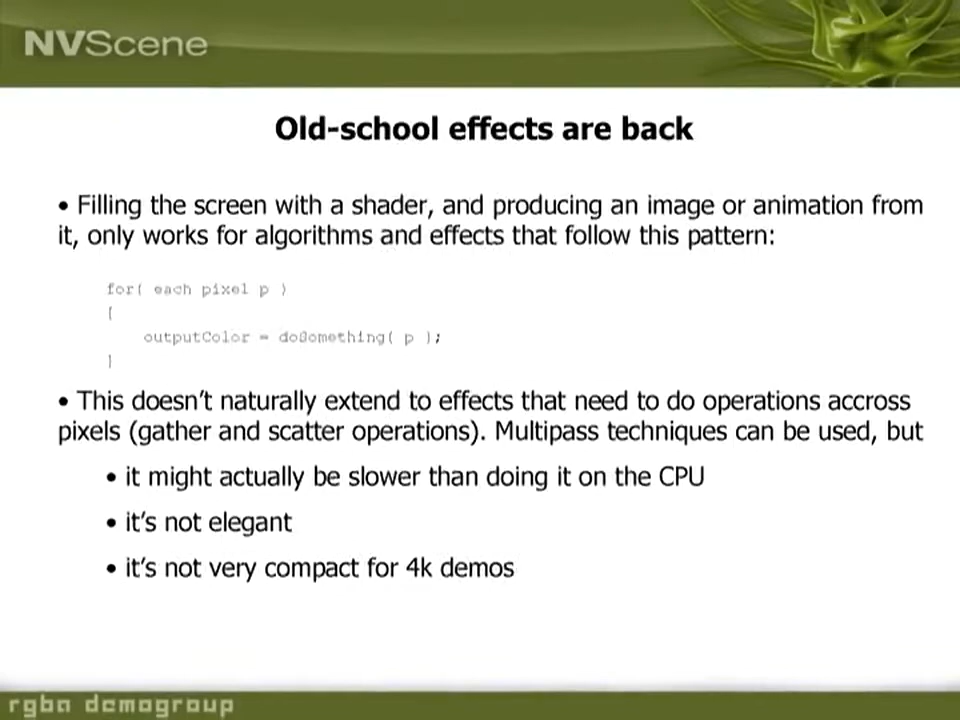 NVScene
Old-school effects are back
• Filling the screen with a shader, and producing an image or animation from
it, only works for algorithms and effects that follow this pattern:
for( each pixel p )
{
outputColor = doSomething( p );
}
• This doesn't naturally extend to effects that need to do operations accross
pixels (gather and scatter operations). Multipass techniques can be used, but
• it might actually be slower than doing it on the CPU
• it's not elegant
• it's not very compact for 4k demos
rgba demogroup